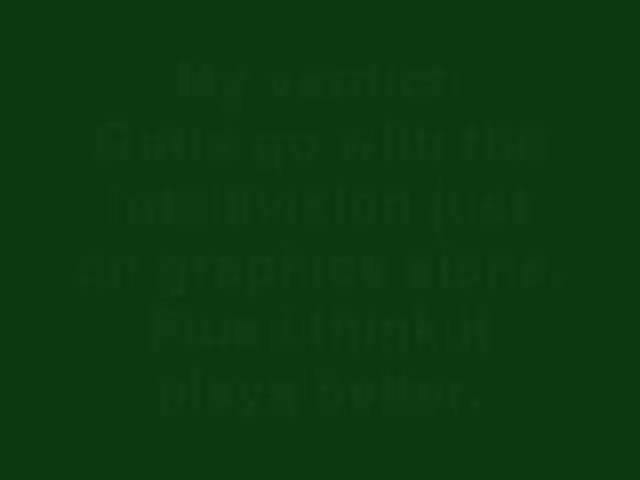 My verdict:
Gotta go with the
Intellivision just
on graphics alone.
Plus I think it
plays better.